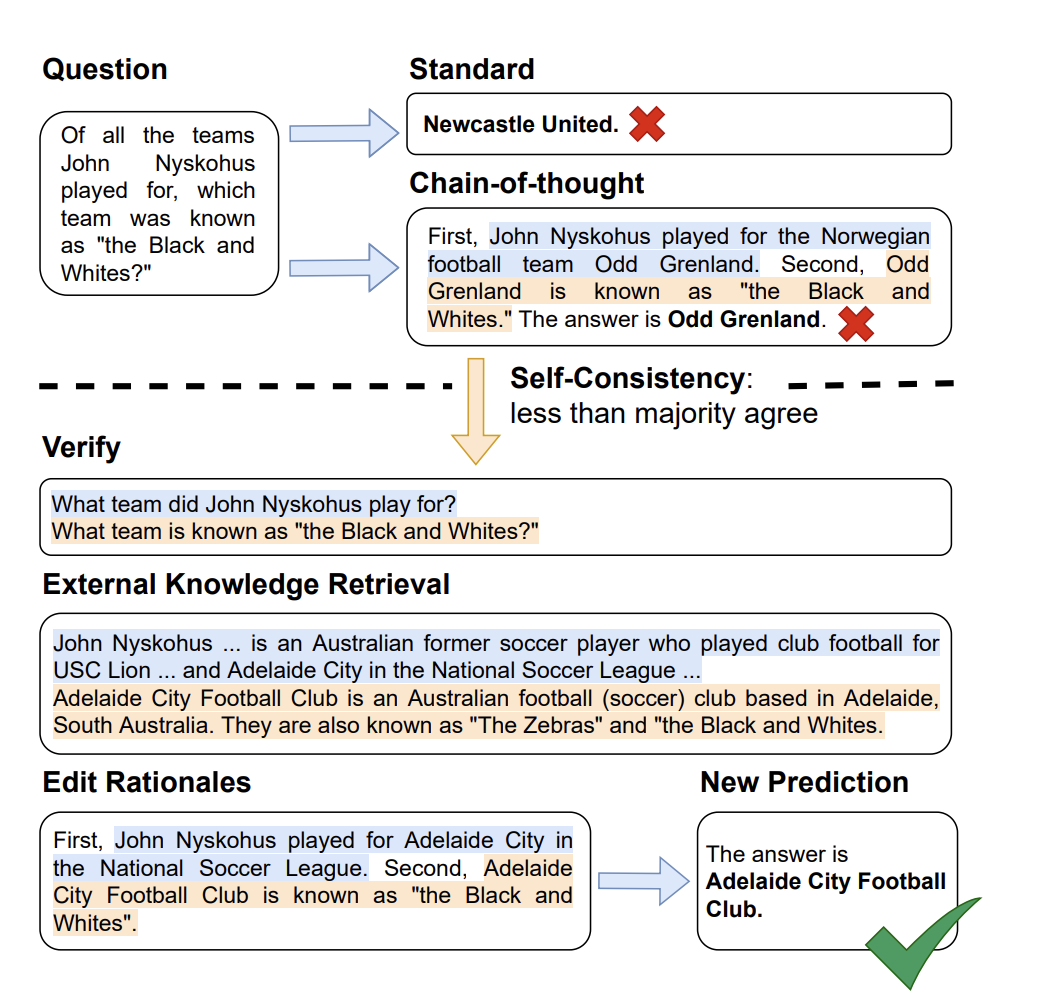 Question
Of all the teams
John Nyskohus
played for, which
team was known
as "the Black and
Whites?"
Standard
Newcastle United.
Chain-of-thought
First, John Nyskohus played for the Norwegian
football team Odd Grenland. Second, Odd
Grenland is known as "the Black and
Whites." The answer is Odd Grenland.
Self-Consistency:
less than majority agree
Verify
What team did John Nyskohus play for?
What team is known as "the Black and Whites?"
External Knowledge Retrieval
John Nyskohus ... is an Australian former soccer player who played club football for
USC Lion ... and Adelaide City in the National Soccer League ...
Adelaide City Football Club is an Australian football (soccer) club based in Adelaide,
South Australia. They are also known as "The Zebras" and "the Black and Whites.
Edit Rationales
First, John Nyskohus played for Adelaide City in
the National Soccer League. Second, Adelaide
City Football Club is known as "the Black and
Whites".
New Prediction
The answer is
Adelaide City Football
Club.